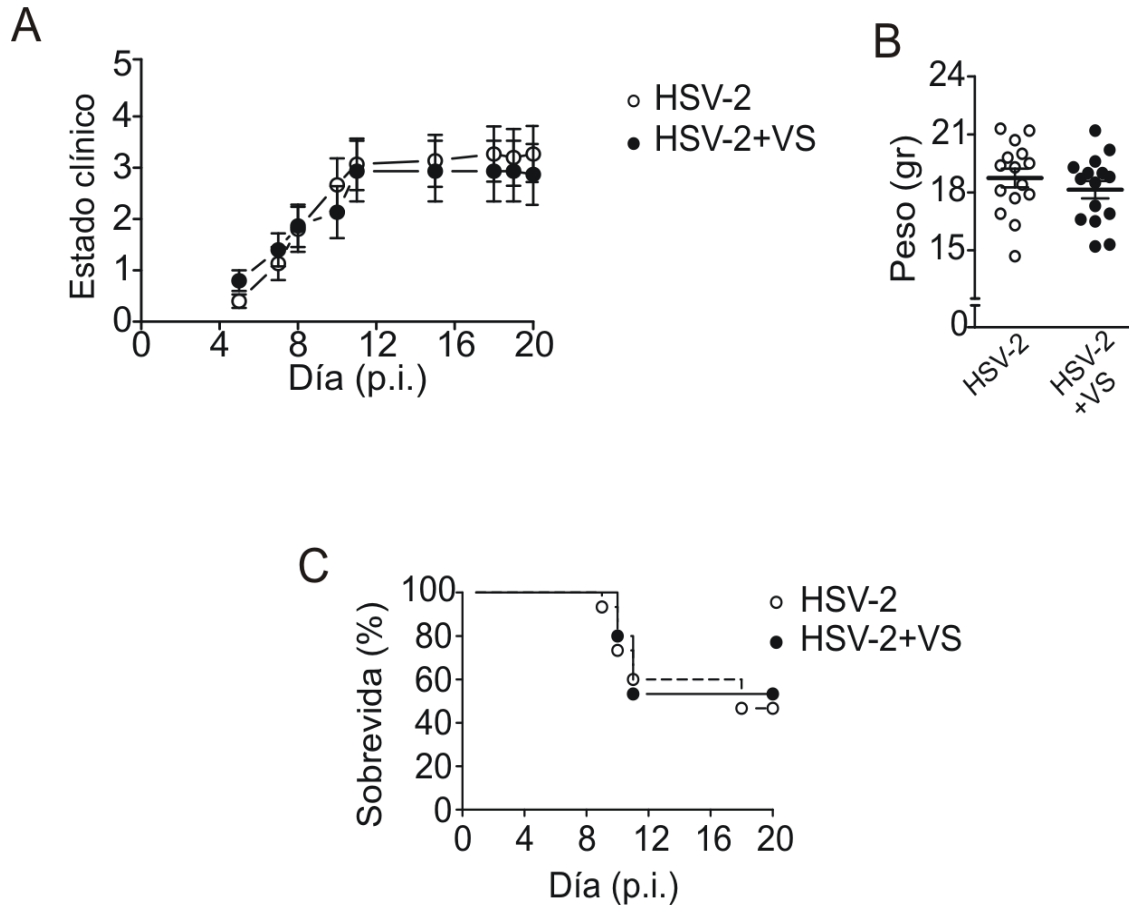 A
Estado clínico
5
4
3
2
1
0
0 4 8 12 16 20
Día (p.i.)
HSV-2
HSV-2+VS
B
Peso (gr)
24
21
18
15
0
HSV-2
HSV-2
+VS
C
Sobrevida (%)
100
80
60
40
20
0
0 4 8 12 16 20
Día (p.i.)
HSV-2
HSV-2+VS